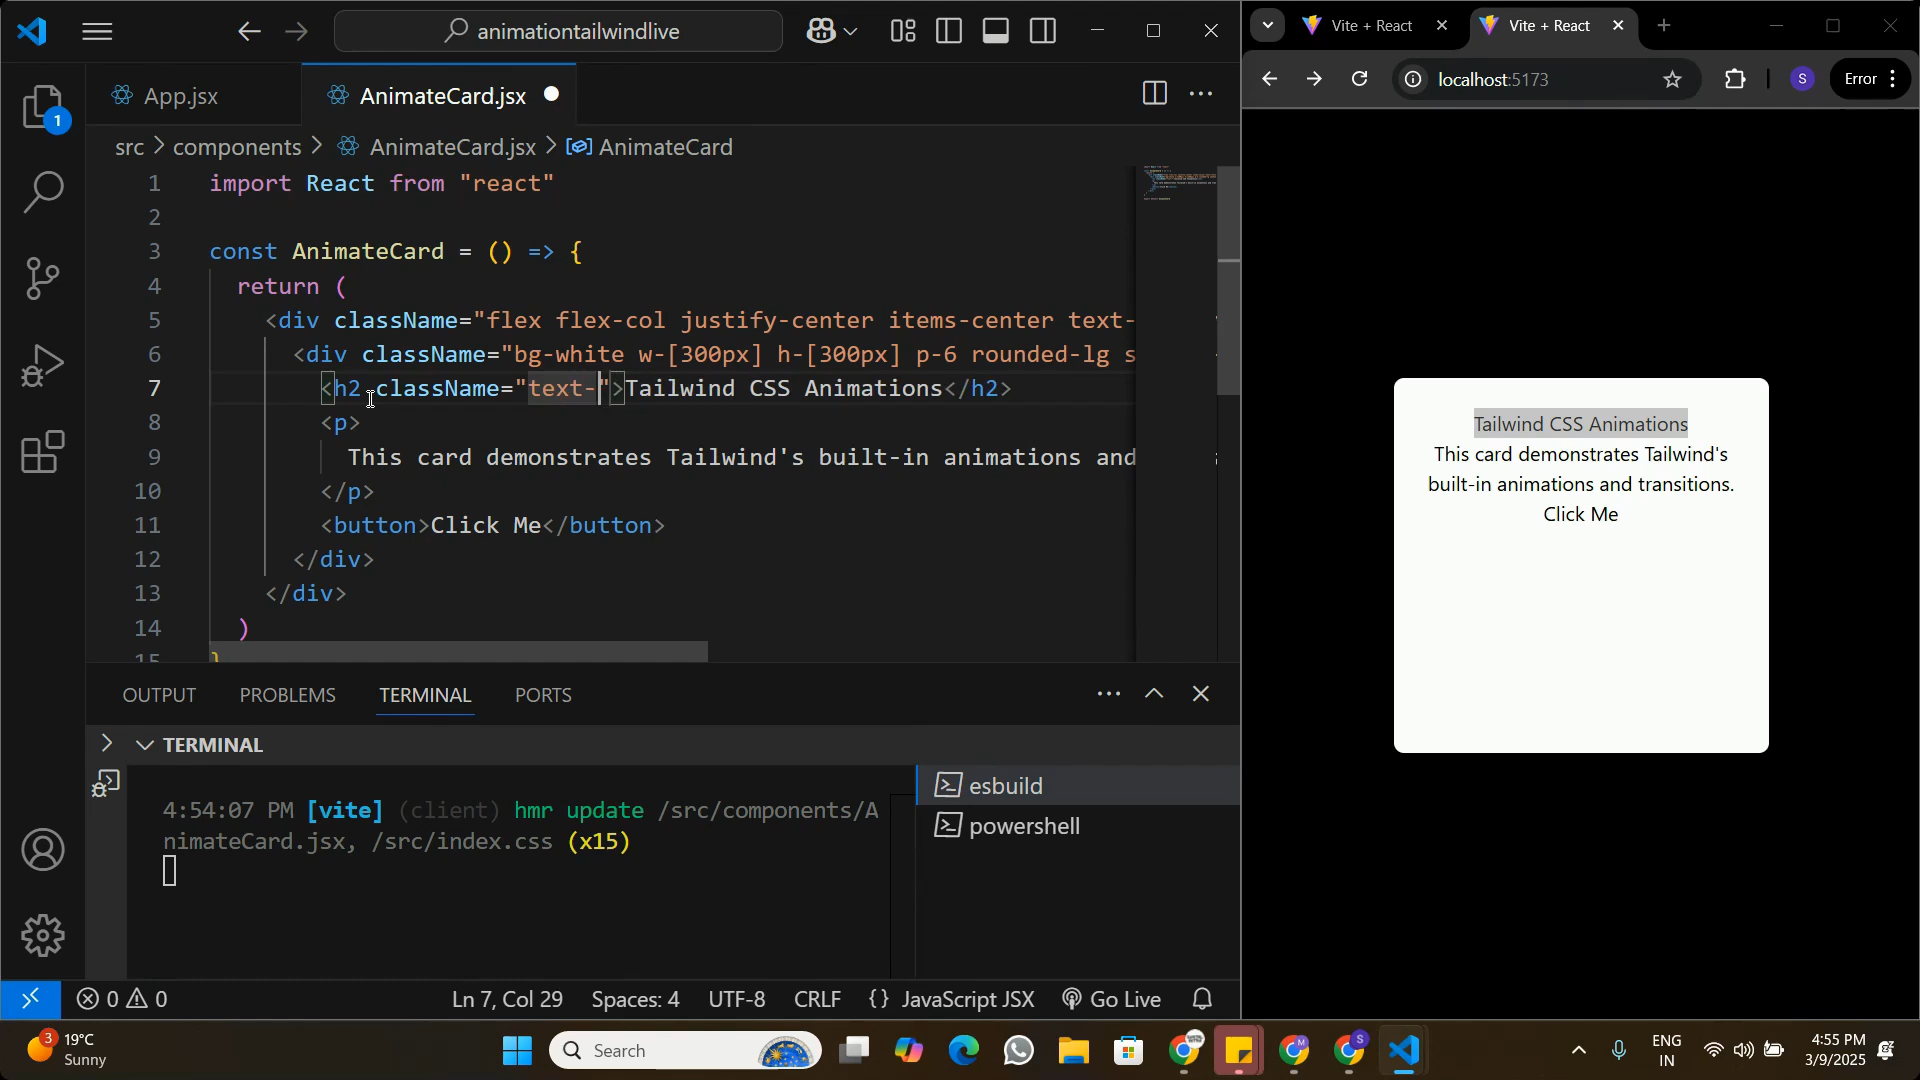 animationtailwindlive
App.jsx
AnimateCard.jsx
src > components > AnimateCard.jsx > AnimateCard
1 import React from "react"
2
3 const AnimateCard = () => {
4 return (
5 <div className="flex flex-col justify-center items-center text-
6 <div className="bg-white w-[300px] h-[300px] p-6 rounded-lg s
7 <h2 className="text-">Tailwind CSS Animations</h2>
8 <p>
9 This card demonstrates Tailwind's built-in animations and
10 </p>
11 <button>Click Me</button>
12 </div>
13 </div>
14 )
15 }
OUTPUT PROBLEMS TERMINAL PORTS
TERMINAL
4:54:07 PM [vite] (client) hmr update /src/components/A
nimateCard.jsx, /src/index.css (x15)
esbuild
powershell
1
0 0 Ln 7, Col 29 Spaces: 4 UTF-8 CRLF {} JavaScript JSX Go Live
Vite + React
Vite + React
localhost:5173
S
Error
Tailwind CSS Animations
This card demonstrates Tailwind's
built-in animations and transitions.
Click Me
3
19°C
Sunny
Search
ENG
IN
4:55 PM
3/9/2025